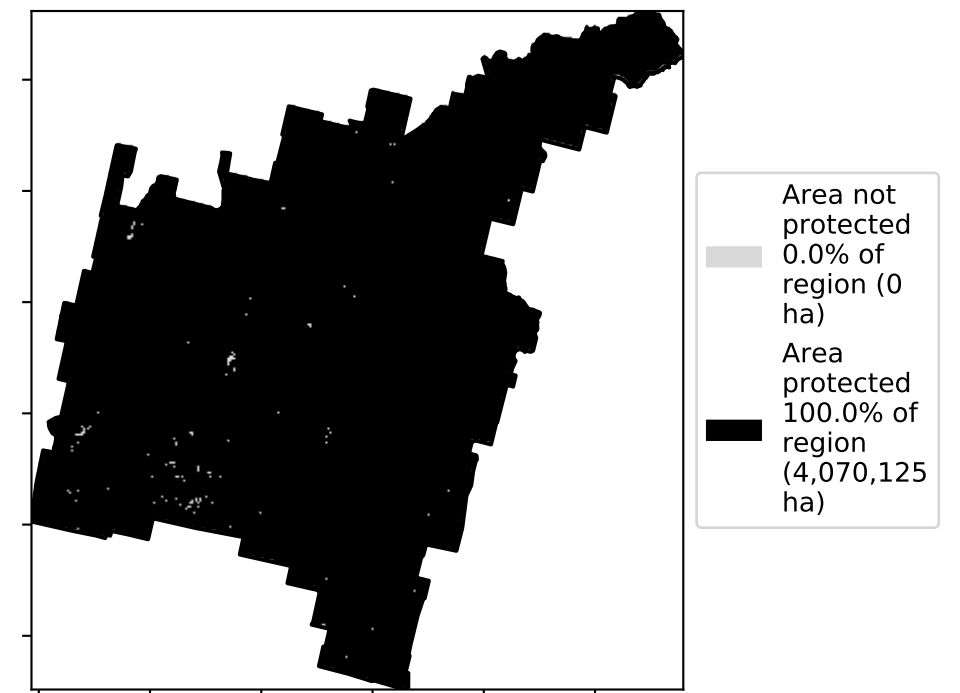 Area not
protected
0.0% of
region (0
ha)
Area
protected
100.0% of
region
(4,070,125
ha)